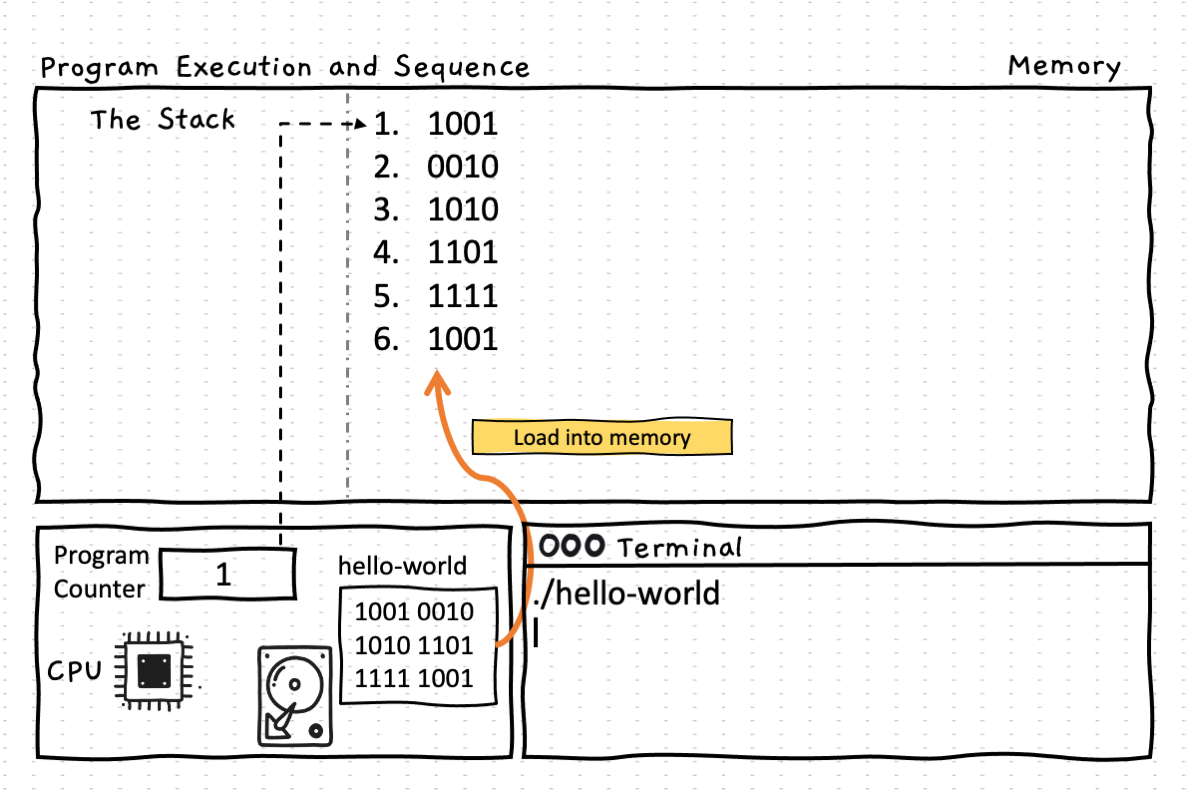 Program Execution and Sequence
Memory
The Stack
1. 1001
2. 0010
3. 1010
4. 1101
5. 1111
6. 1001
Load into memory
Program
Counter
1
hello-world
1001 0010
1010 1101
1111 1001
CPU
Terminal
./hello-world